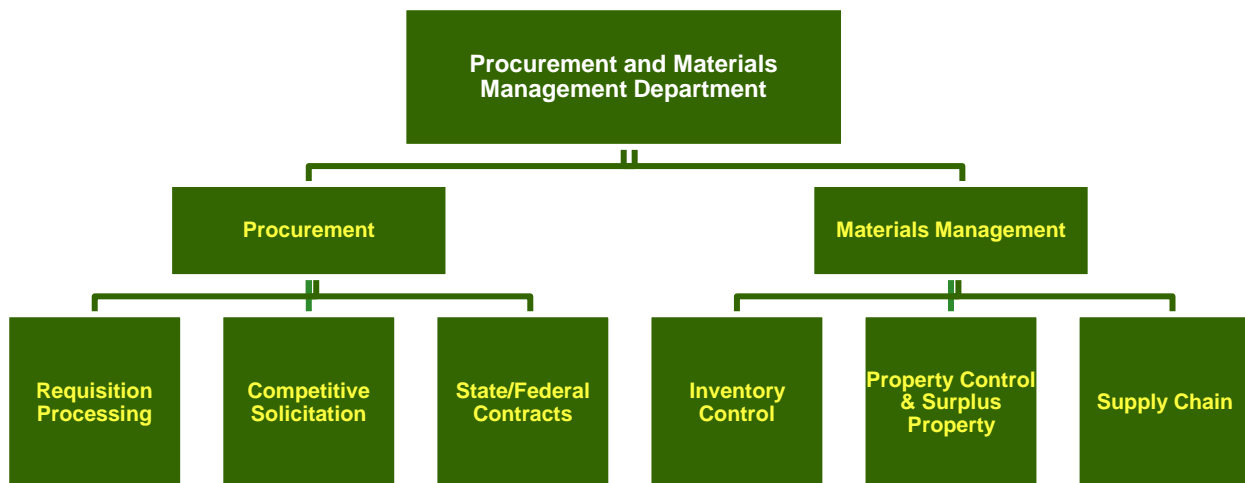 Procurement and Materials
Management Department
Procurement
Materials Management
Requisition
Processing
Competitive
Solicitation
State/Federal
Contracts
Inventory
Control
Property Control
& Surplus
Property
Supply Chain